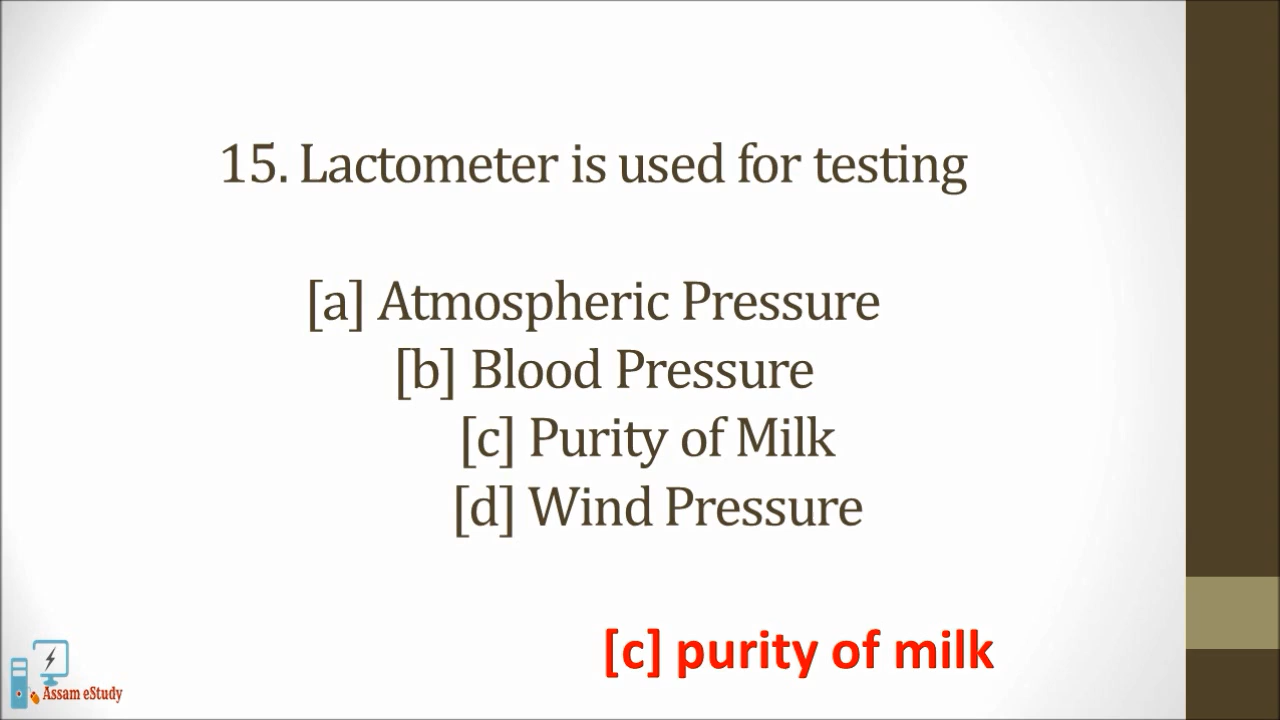 15. Lactometer is used for testing
[a] Atmospheric Pressure
[b] Blood Pressure
[c] Purity of Milk
[d] Wind Pressure
[c] purity of milk
Assam eStudy